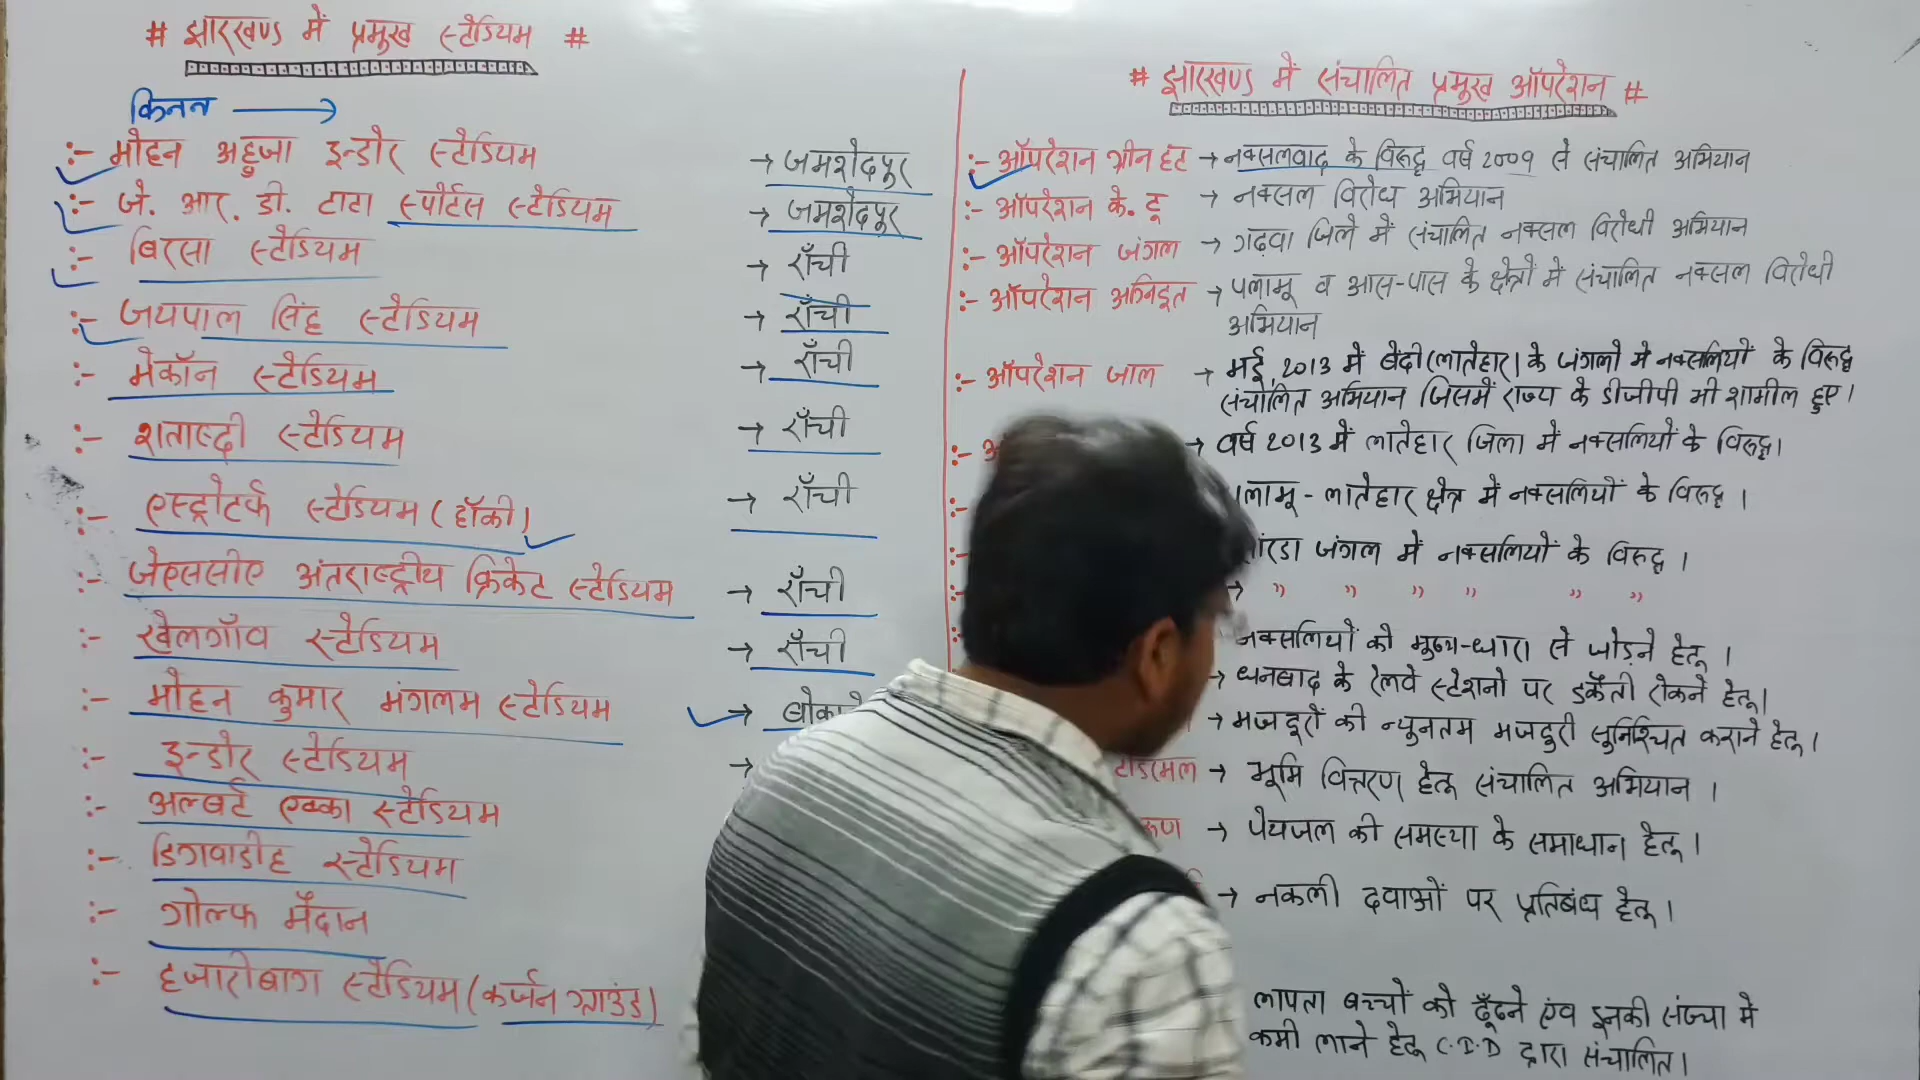 # झारखण्ड में प्रमुख स्टेडियम #
किनन →
:- मोहन अहुजा इन्डोर स्टेडियम → जमशेदपुर
:- जे. आर. डी. टाटा स्पोर्टस स्टेडियम → जमशेदपुर
:- बिरसा स्टेडियम → राँची
:- जयपाल सिंह स्टेडियम → राँची
:- मेकॉन स्टेडियम → राँची
:- शताब्दी स्टेडियम → राँची
:- एस्ट्रोटर्फ स्टेडियम (हॉकी) → राँची
:- जेएससीए अंतराष्ट्रीय क्रिकेट स्टेडियम → राँची
:- खेलगाँव स्टेडियम → राँची
:- मोहन कुमार मंगलम स्टेडियम →
:- इन्डोर स्टेडियम →
:- अल्बर्ट एक्का स्टेडियम
:- डिगवाडीह स्टेडियम
:- गोल्फ मैंदान
:- हजारीबाग स्टेडियम (कर्जन ग्राउंड)
# झारखण्ड में संचालित प्रमुख ऑपरेशन #
:- ऑपरेशन ग्रीन हंट → नक्सलवाद के विरूद्ध वर्ष 2009 से संचालित अभियान
:- ऑपरेशन के. टू → नक्सल विरोध अभियान
:- ऑपरेशन जंगल → गढ़वा जिले में संचालित नक्सल विरोधी अभियान
:- ऑपरेशन अग्निदूत → पलामू व आस-पास के क्षेत्रों में संचालित नक्सल विरोधी
अभियान
:- ऑपरेशन जाल → मई, 2013 में बेंदी (लातेहार) के जंगलो मे नक्सलियों के विरूद्ध
संचालित अभियान जिसमें राज्य के डीजीपी भी शामील हुए।
:- → वर्ष 2013 में लातेहार जिला में नक्सलियों के विरूद्ध।
:- लातेहार क्षेत्र में नक्सलियों के विरूद्ध।
:- जंगल में नक्सलियों के विरूद्ध।
:- → " " " " " "
:- नक्सलियों को मुख्य-धारा से जोड़ने हेतू।
→ धनबाद के रेलवे स्टेशनो पर डकैंती रोकने हेतू।
→ मजदूरों की न्युनतम मजदुरी सुनिश्चित कराने हेतू।
→ भूमि वित्तरण हेतू संचालित अभियान।
→ पेयजल की समस्या के समाधान हेतू।
→ नकली दवाओं पर प्रतिबंध हेतू।
लापता बच्चों को ढूँढने एंव इनकी संख्या मे
कमी लाने हेतू C.I.D द्वारा संचालित।